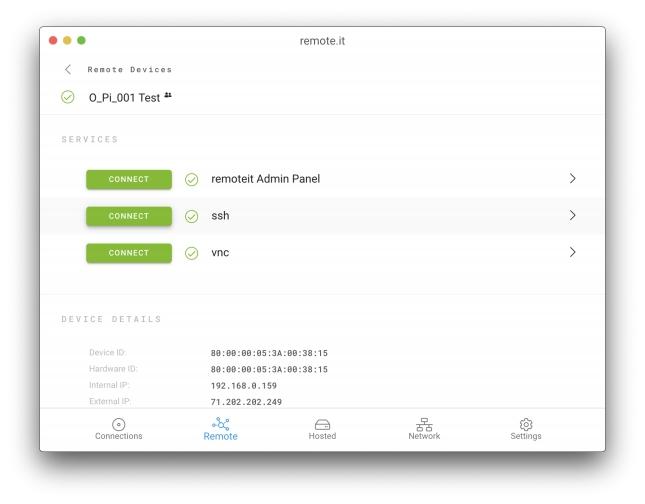 remote.it
Remote Devices
O_Pi_001 Test
SERVICES
CONNECT remoteit Admin Panel
CONNECT ssh
CONNECT vnc
DEVICE DETAILS
Device ID: 80:00:00:05:3A:00:38:15
Hardware ID: 80:00:00:05:3A:00:38:15
Internal IP: 192.168.0.159
External IP: 71.202.202.249
Connections Remote Hosted Network Settings